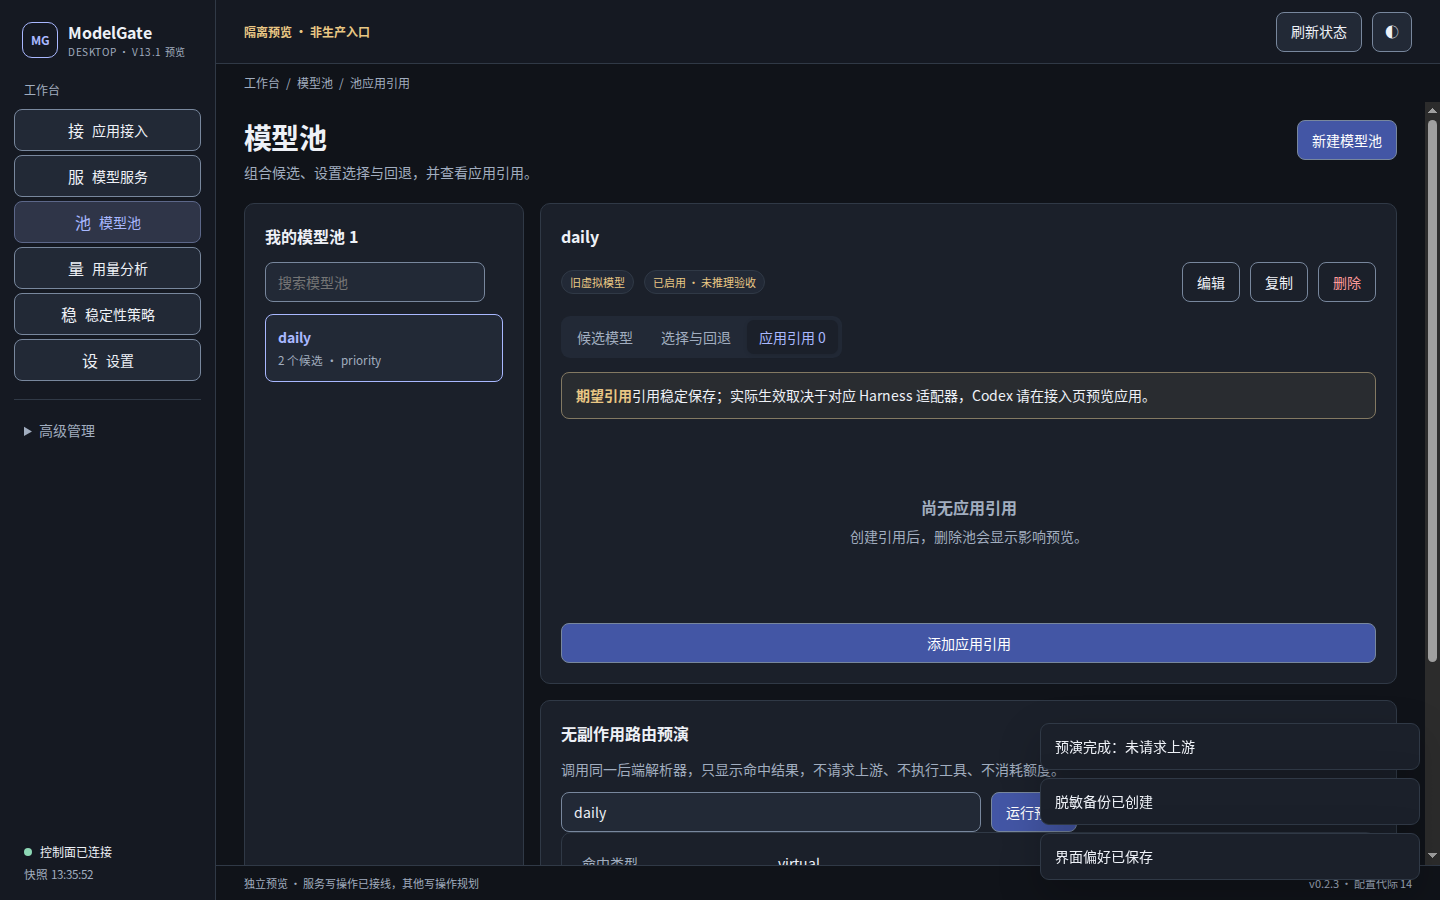 MG
ModelGate
DESKTOP · V13.1 预览
工作台
接 应用接入
服 模型服务
池 模型池
量 用量分析
稳 稳定性策略
设 设置
▶ 高级管理
控制面已连接
快照 13:35:52
隔离预览 · 非生产入口
刷新状态
工作台 / 模型池 / 池应用引用
模型池
组合候选、设置选择与回退，并查看应用引用。
新建模型池
我的模型池 1
搜索模型池
daily
2 个候选 · priority
daily
旧虚拟模型
已启用 · 未推理验收
编辑
复制
删除
候选模型
选择与回退
应用引用 0
期望引用引用稳定保存；实际生效取决于对应 Harness 适配器，Codex 请在接入页预览应用。
尚无应用引用
创建引用后，删除池会显示影响预览。
添加应用引用
无副作用路由预演
调用同一后端解析器，只显示命中结果，不请求上游、不执行工具、不消耗额度。
daily
运行
命中类型
virtual
预演完成：未请求上游
脱敏备份已创建
界面偏好已保存
独立预览 · 服务写操作已接线，其他写操作规划
v0.2.3 · 配置代际 14